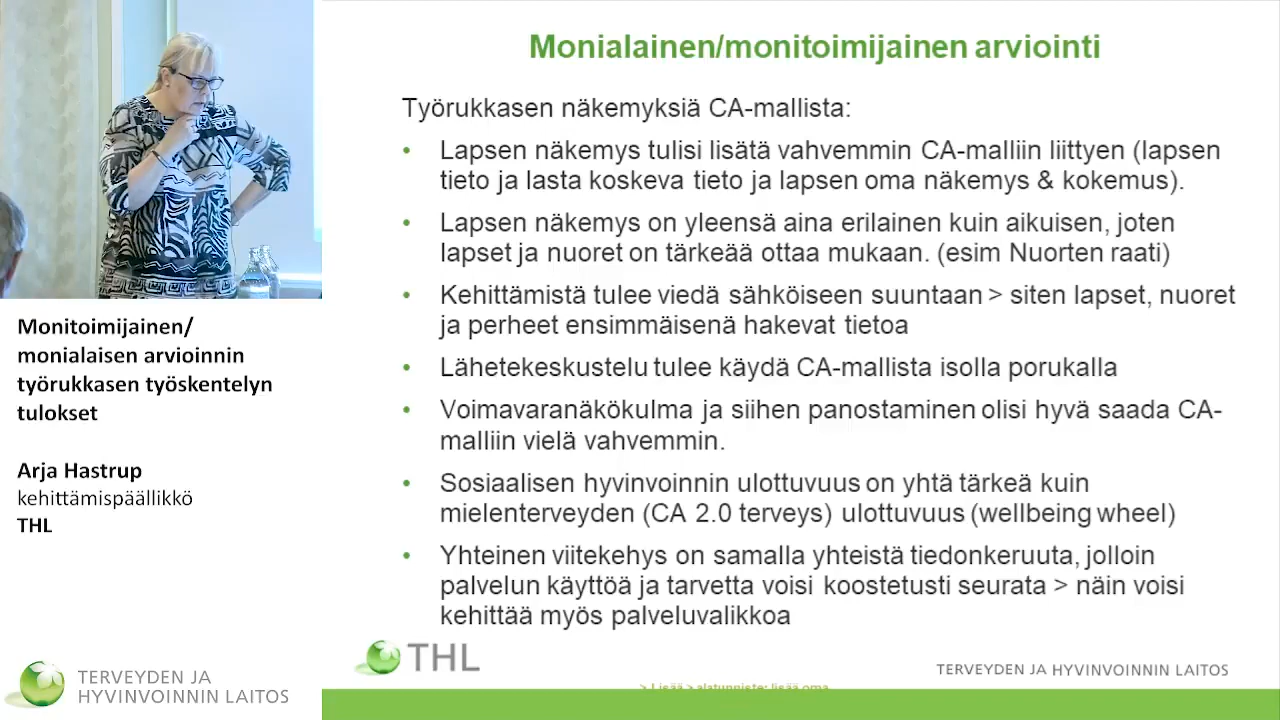 Monialainen/monitoimijainen arviointi
Työrukkasen näkemyksiä CA-mallista:
• Lapsen näkemys tulisi lisätä vahvemmin CA-malliin liittyen (lapsen
tieto ja lasta koskeva tieto ja lapsen oma näkemys & kokemus).
• Lapsen näkemys on yleensä aina erilainen kuin aikuisen, joten
lapset ja nuoret on tärkeää ottaa mukaan. (esim Nuorten raati)
• Kehittämistä tulee viedä sähköiseen suuntaan > siten lapset, nuoret
ja perheet ensimmäisenä hakevat tietoa
• Lähetekeskustelu tulee käydä CA-mallista isolla porukalla
• Voimavaranäkökulma ja siihen panostaminen olisi hyvä saada CA-
malliin vielä vahvemmin.
• Sosiaalisen hyvinvoinnin ulottuvuus on yhtä tärkeä kuin
mielenterveyden (CA 2.0 terveys) ulottuvuus (wellbeing wheel)
• Yhteinen viitekehys on samalla yhteistä tiedonkeruuta, jolloin
palvelun käyttöä ja tarvetta voisi koostetusti seurata > näin voisi
kehittää myös palveluvalikkoa
THL
TERVEYDEN JA HYVINVOINNIN LAITOS
> Lisää > alatunniste: lisää oma
Monitoimijainen/
monialaisen arvioinnin
työrukkasen työskentelyn
tulokset
Arja Hastrup
kehittämispäällikkö
THL
TERVEYDEN JA
HYVINVOINNIN LAITOS